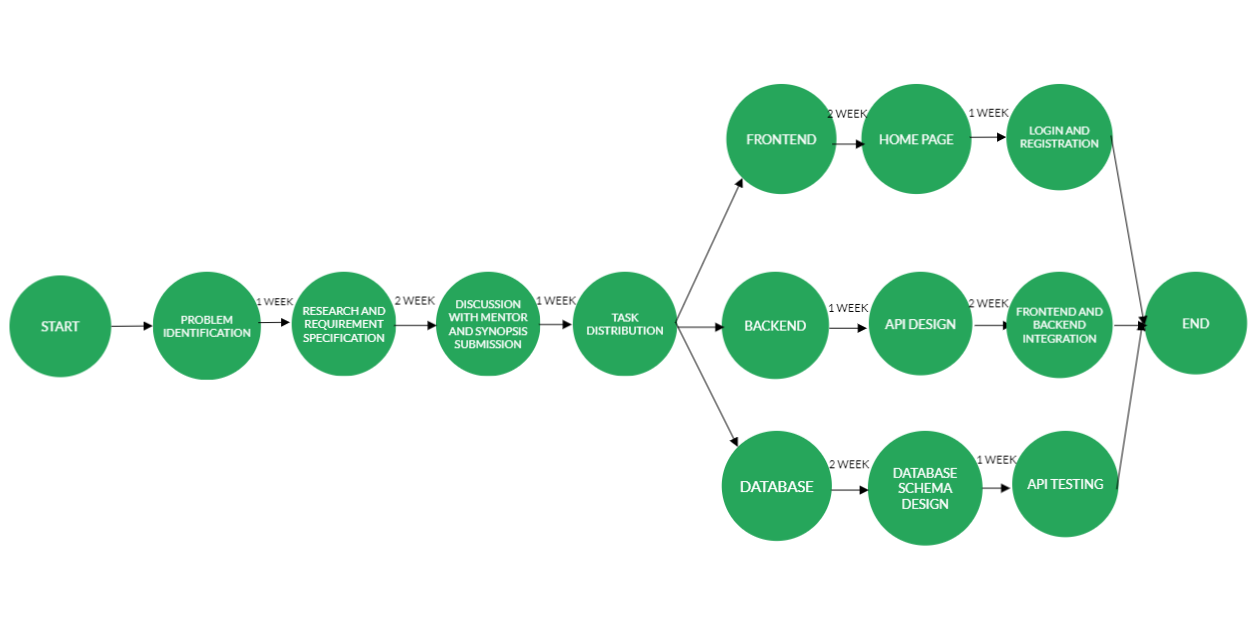 2 WEEK
1 WEEK
FRONTEND
HOME PAGE
LOGIN AND
REGISTRATION
START
PROBLEM
IDENTIFICATION
1 WEEK
RESEARCH AND
REQUIREMENT
SPECIFICATION
2 WEEK
DISCUSSION
WITH MENTOR
AND SYNOPSIS
SUBMISSION
1 WEEK
TASK
DISTRIBUTION
BACKEND
1 WEEK
API DESIGN
2 WEEK
FRONTEND AND
BACKEND
INTEGRATION
END
DATABASE
2 WEEK
DATABASE
SCHEMA
DESIGN
1 WEEK
API TESTING